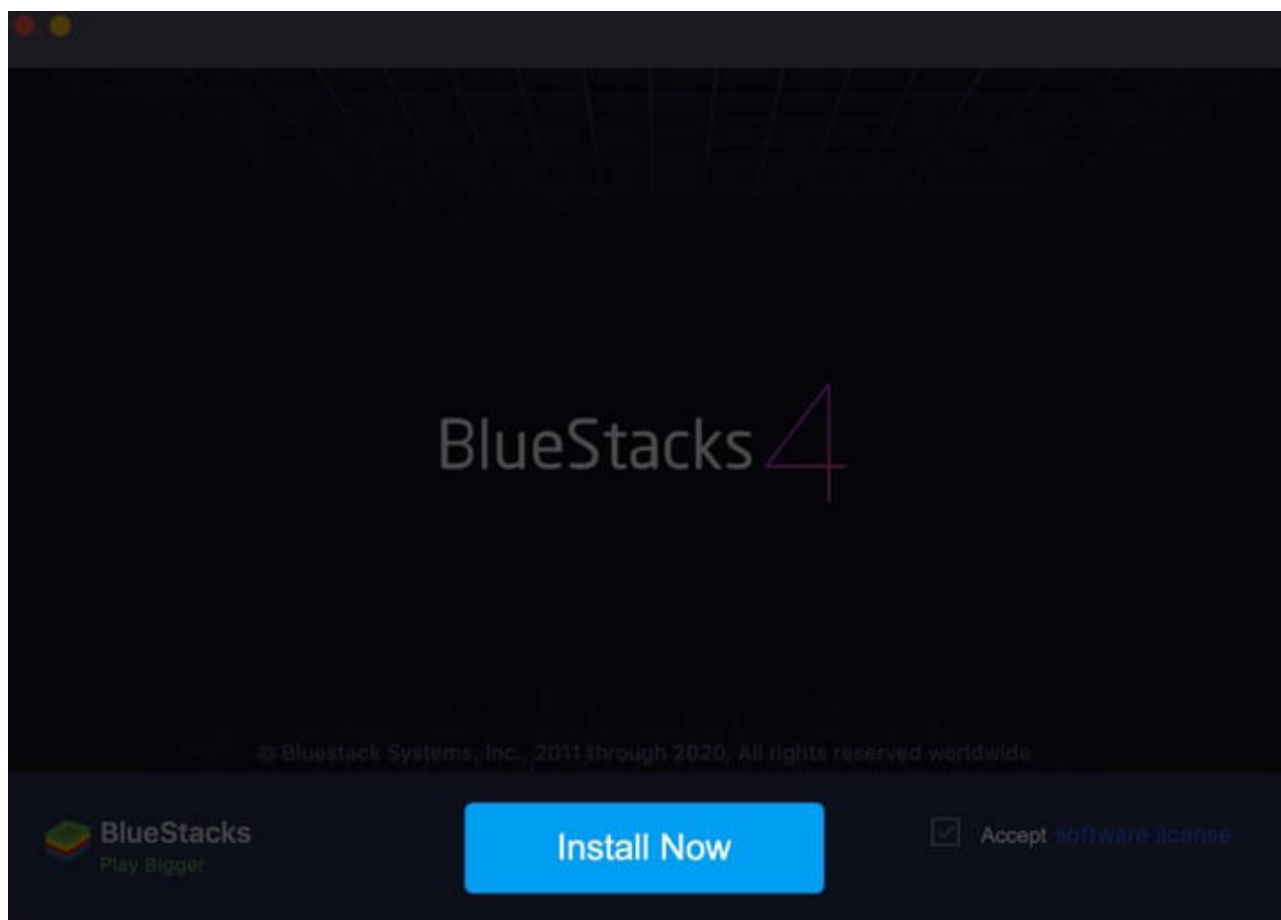 BlueStacks 4
© Bluestack Systems, Inc., 2011 through 2020, All rights reserved worldwide
BlueStacks
Play Bigger
Install Now
Accept software license